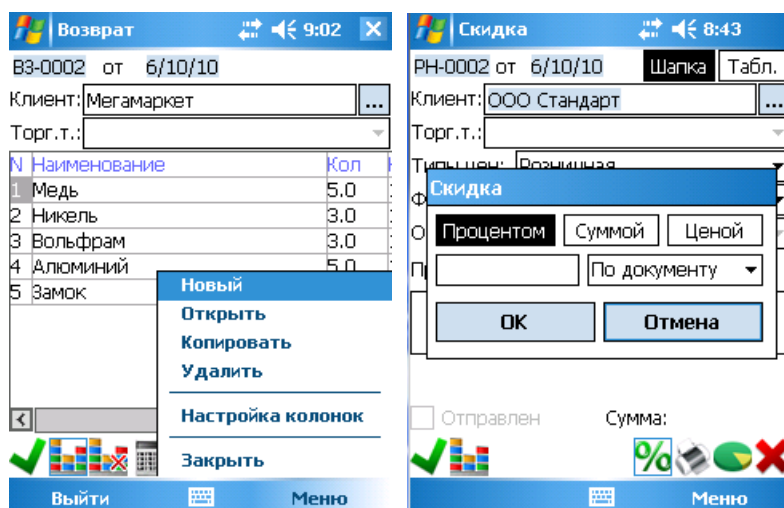 Возврат 9:02
ВЗ-0002 от 6/10/10
Клиент: Мегамаркет ...
Торг.т.:
N Наименование Кол
1 Медь 5.0
2 Никель 3.0
3 Вольфрам 3.0
4 Алюминий 5.0
5 Замок
Новый
Открыть
Копировать
Удалить
Настройка колонок
Закрыть
Выйти Меню
Скидка 8:43
РН-0002 от 6/10/10 Шапка Табл.
Клиент: ООО Стандарт ...
Торг.т.:
Типы цен: Розничная
Скидка
Процентом Суммой Ценой
По документу
OK Отмена
Отправлен Сумма:
Меню